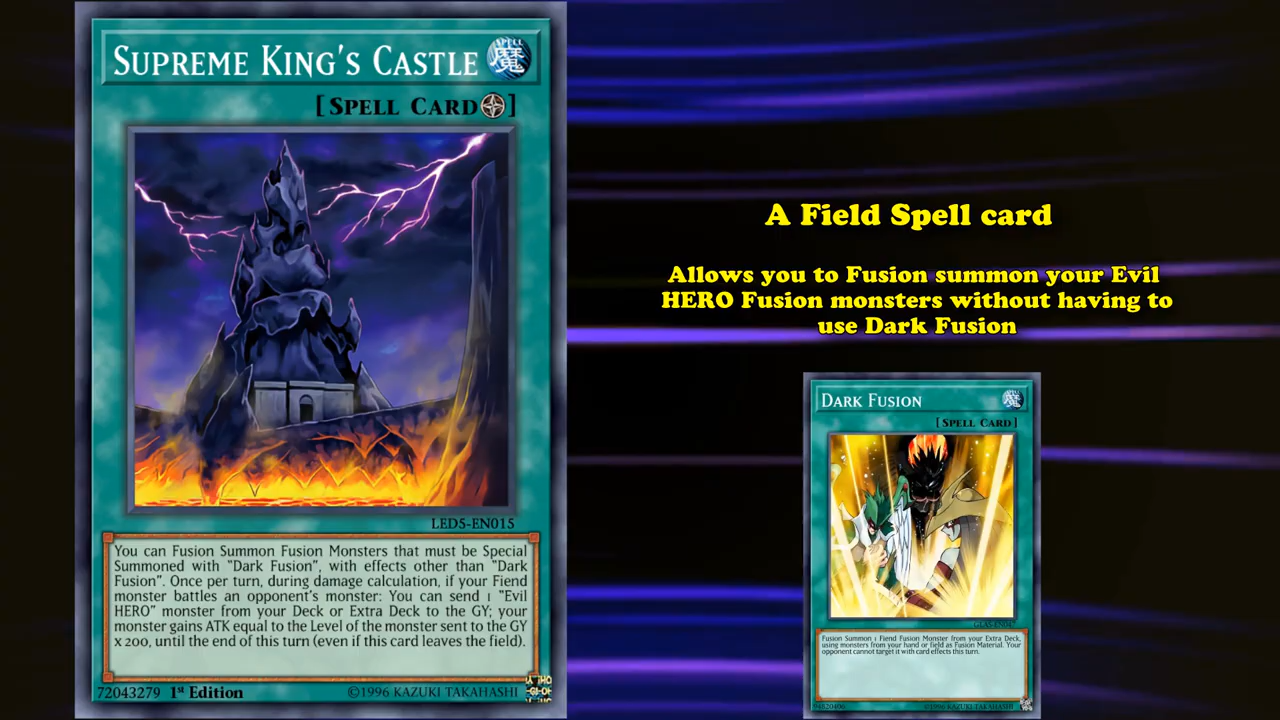 SUPREME KING'S CASTLE
SPELL
魔
[SPELL CARD]
LED5-EN015
You can Fusion Summon Fusion Monsters that must be Special
Summoned with "Dark Fusion", with effects other than "Dark
Fusion". Once per turn, during damage calculation, if your Fiend
monster battles an opponent's monster: You can send 1 "Evil
HERO" monster from your Deck or Extra Deck to the GY; your
monster gains ATK equal to the Level of the monster sent to the GY
x 200, until the end of this turn (even if this card leaves the field).
72043279 1st Edition ©1996 KAZUKI TAKAHASHI
A Field Spell card
Allows you to Fusion summon your Evil
HERO Fusion monsters without having to
use Dark Fusion
DARK FUSION
魔
[SPELL CARD]
Fusion Summon 1 Fiend Fusion Monster from your Extra Deck,
using monsters from your hand or field as Fusion Material. Your
opponent cannot target it with card effects this turn.
94820406 ©1996 KAZUKI TAKAHASHI